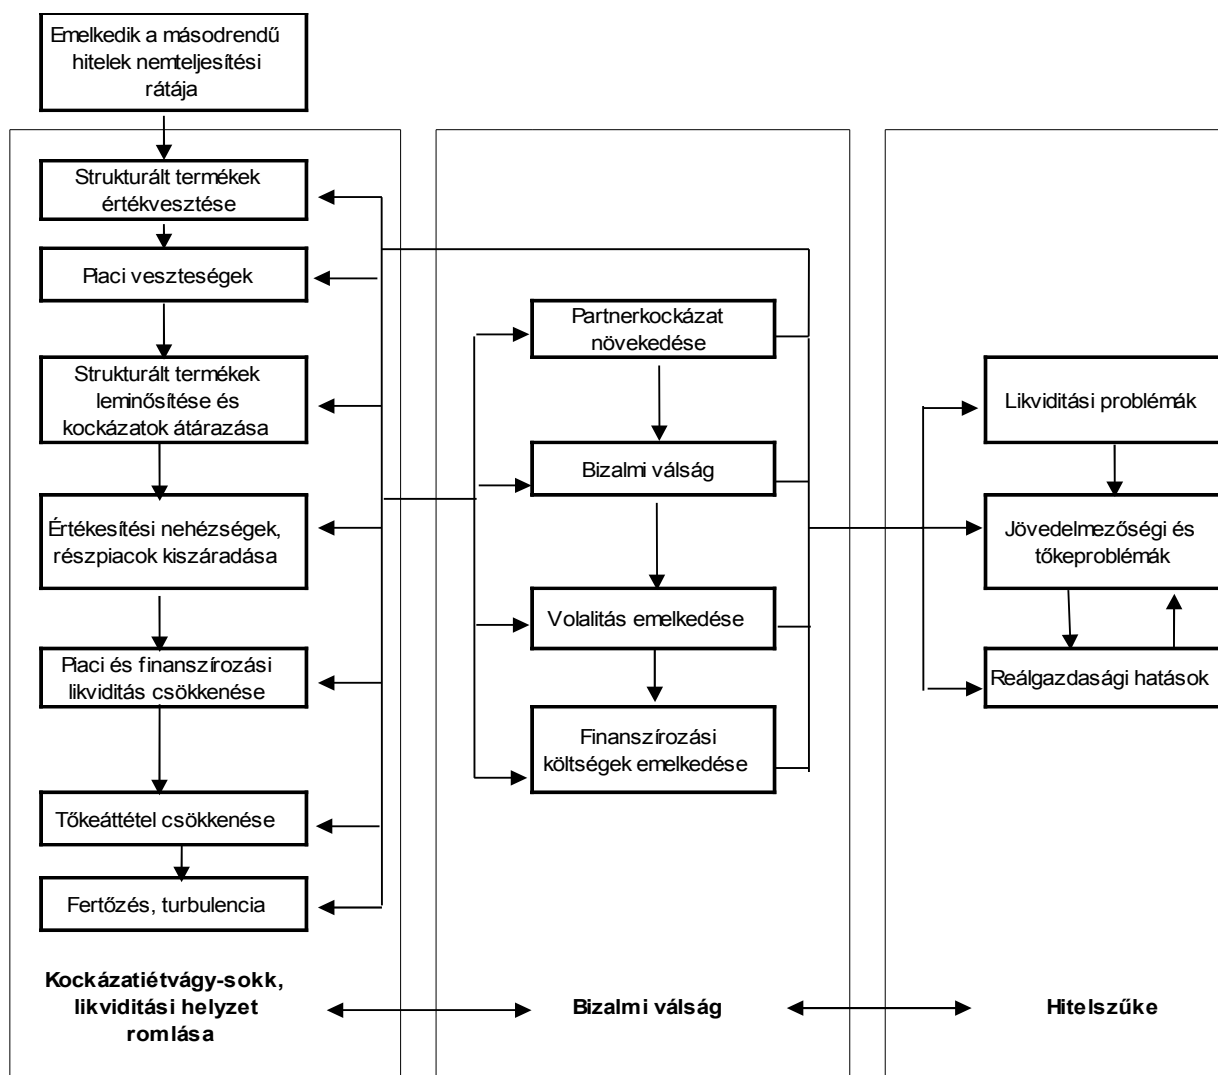 Emelkedik a másodrendű
hitelek nemteljesítési
rátája
Strukturált termékek
értékvesztése
Piaci veszteségek
Strukturált termékek
leminősítése és
kockázatok átárazása
Értékesítési nehézségek,
részpiacok kiszáradása
Piaci és finanszírozási
likviditás csökkenése
Tőkeáttétel csökkenése
Fertőzés, turbulencia
Kockázatiétvágy-sokk,
likviditási helyzet
romlása
Partnerkockázat
növekedése
Bizalmi válság
Volalitás emelkedése
Finanszírozási
költségek emelkedése
Bizalmi válság
Likviditási problémák
Jövedelmezőségi és
tőkeproblémák
Reálgazdasági hatások
Hitelszűke